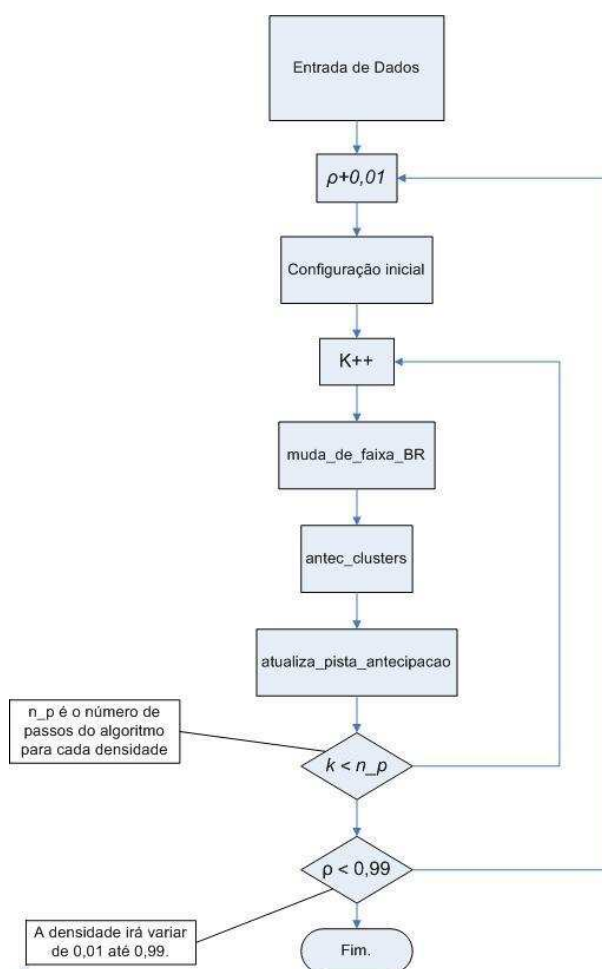 Entrada de Dados
ρ+0,01
Configuração inicial
K++
muda_de_faixa_BR
antec_clusters
atualiza_pista_antecipacao
n_p é o número de
passos do algoritmo
para cada densidade
k < n_p
ρ < 0,99
A densidade irá variar
de 0,01 até 0,99.
Fim.